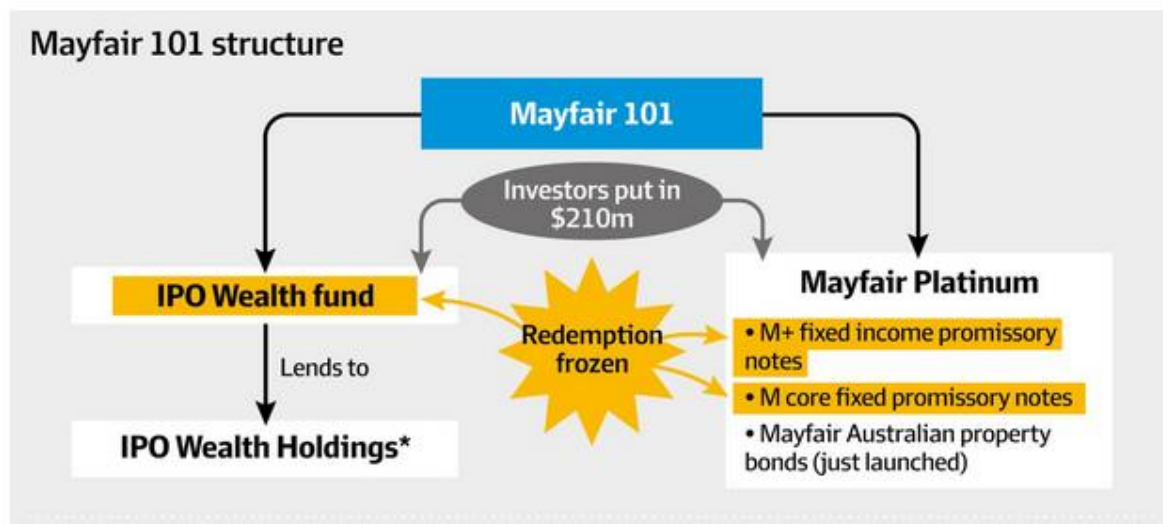 Mayfair 101 structure
Mayfair 101
Investors put in
$210m
IPO Wealth fund
Lends to
IPO Wealth Holdings*
Redemption
frozen
Mayfair Platinum
• M+ fixed income promissory
notes
• M core fixed promissory notes
• Mayfair Australian property
bonds (just launched)